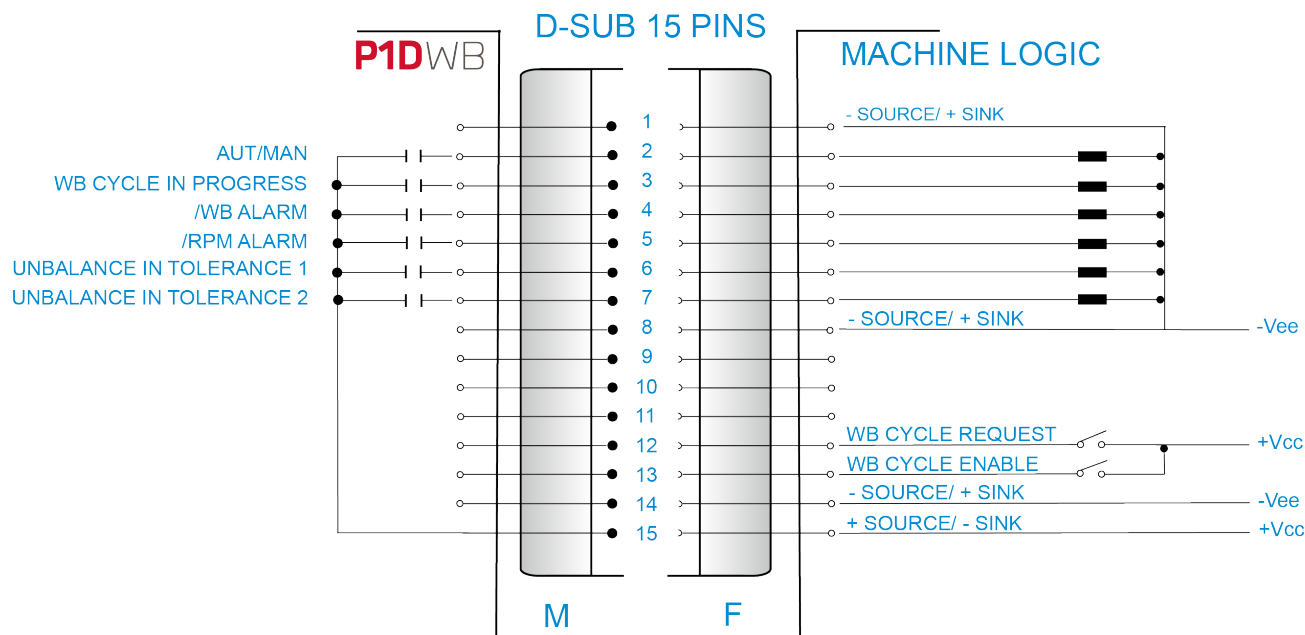 D-SUB 15 PINS
P1DWB
MACHINE LOGIC
1
- SOURCE/ + SINK
AUT/MAN
2
WB CYCLE IN PROGRESS
3
/WB ALARM
4
/RPM ALARM
5
UNBALANCE IN TOLERANCE 1
6
UNBALANCE IN TOLERANCE 2
7
8
- SOURCE/ + SINK
-Vee
9
10
11
12
WB CYCLE REQUEST
+Vcc
13
WB CYCLE ENABLE
14
- SOURCE/ + SINK
-Vee
15
+ SOURCE/ - SINK
+Vcc
M
F